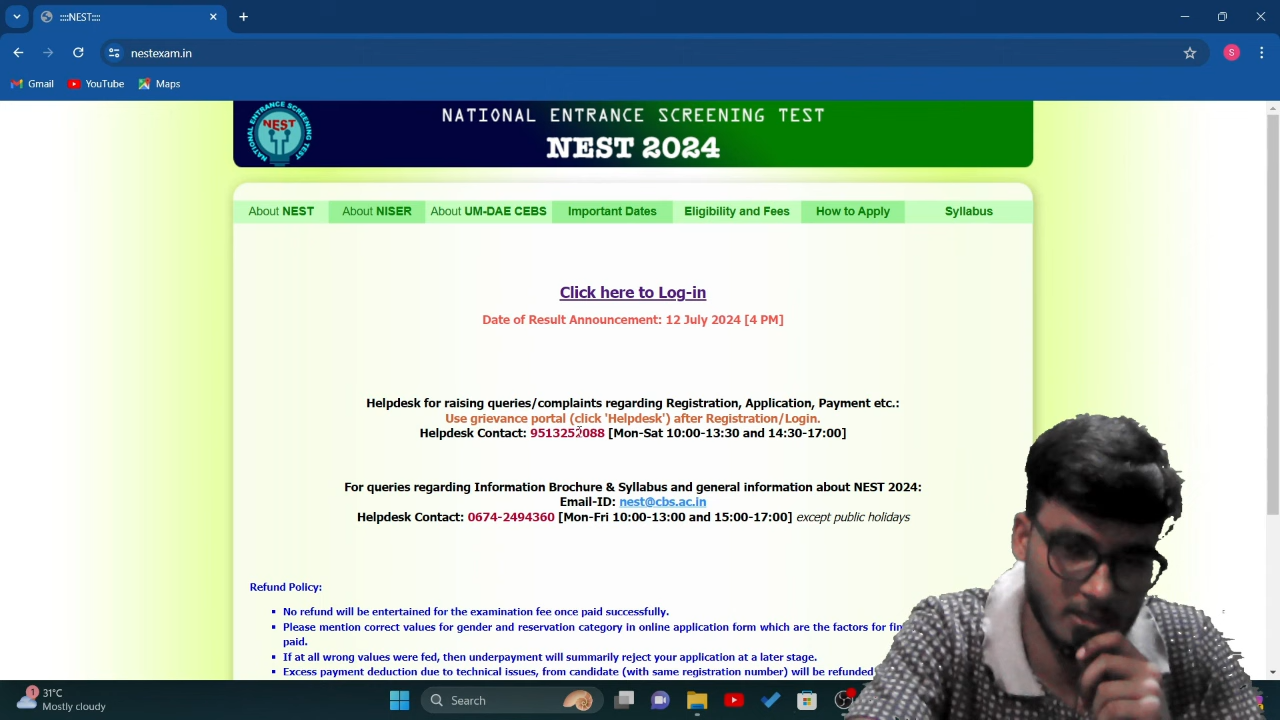 ::::NEST::::
nestexam.in
S
Gmail
YouTube
Maps
NATIONAL ENTRANCE SCREENING TEST
NEST
NATIONAL ENTRANCE SCREENING TEST
NEST 2024
About NEST
About NISER
About UM-DAE CEBS
Important Dates
Eligibility and Fees
How to Apply
Syllabus
Click here to Log-in
Date of Result Announcement: 12 July 2024 [4 PM]
Helpdesk for raising queries/complaints regarding Registration, Application, Payment etc.:
Use grievance portal (click 'Helpdesk') after Registration/Login.
Helpdesk Contact: 9513252088 [Mon-Sat 10:00-13:30 and 14:30-17:00]
For queries regarding Information Brochure & Syllabus and general information about NEST 2024:
Email-ID: nest@cbs.ac.in
Helpdesk Contact: 0674-2494360 [Mon-Fri 10:00-13:00 and 15:00-17:00] except public holidays
Refund Policy:
No refund will be entertained for the examination fee once paid successfully.
Please mention correct values for gender and reservation category in online application form which are the factors for
paid.
If at all wrong values were fed, then underpayment will summarily reject your application at a later stage.
Excess payment deduction due to technical issues, from candidate (with same registration number) will be refunded
1
31°C
Mostly cloudy
Search